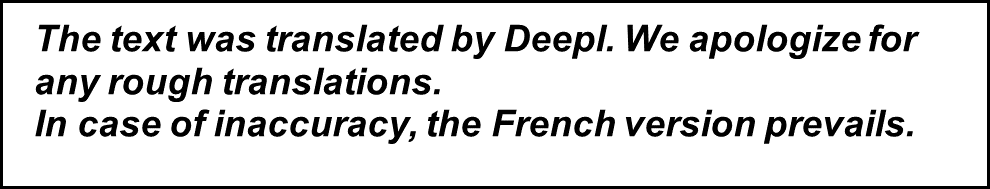 The text was translated by Deepl. We apologize for
any rough translations.
In case of inaccuracy, the French version prevails.